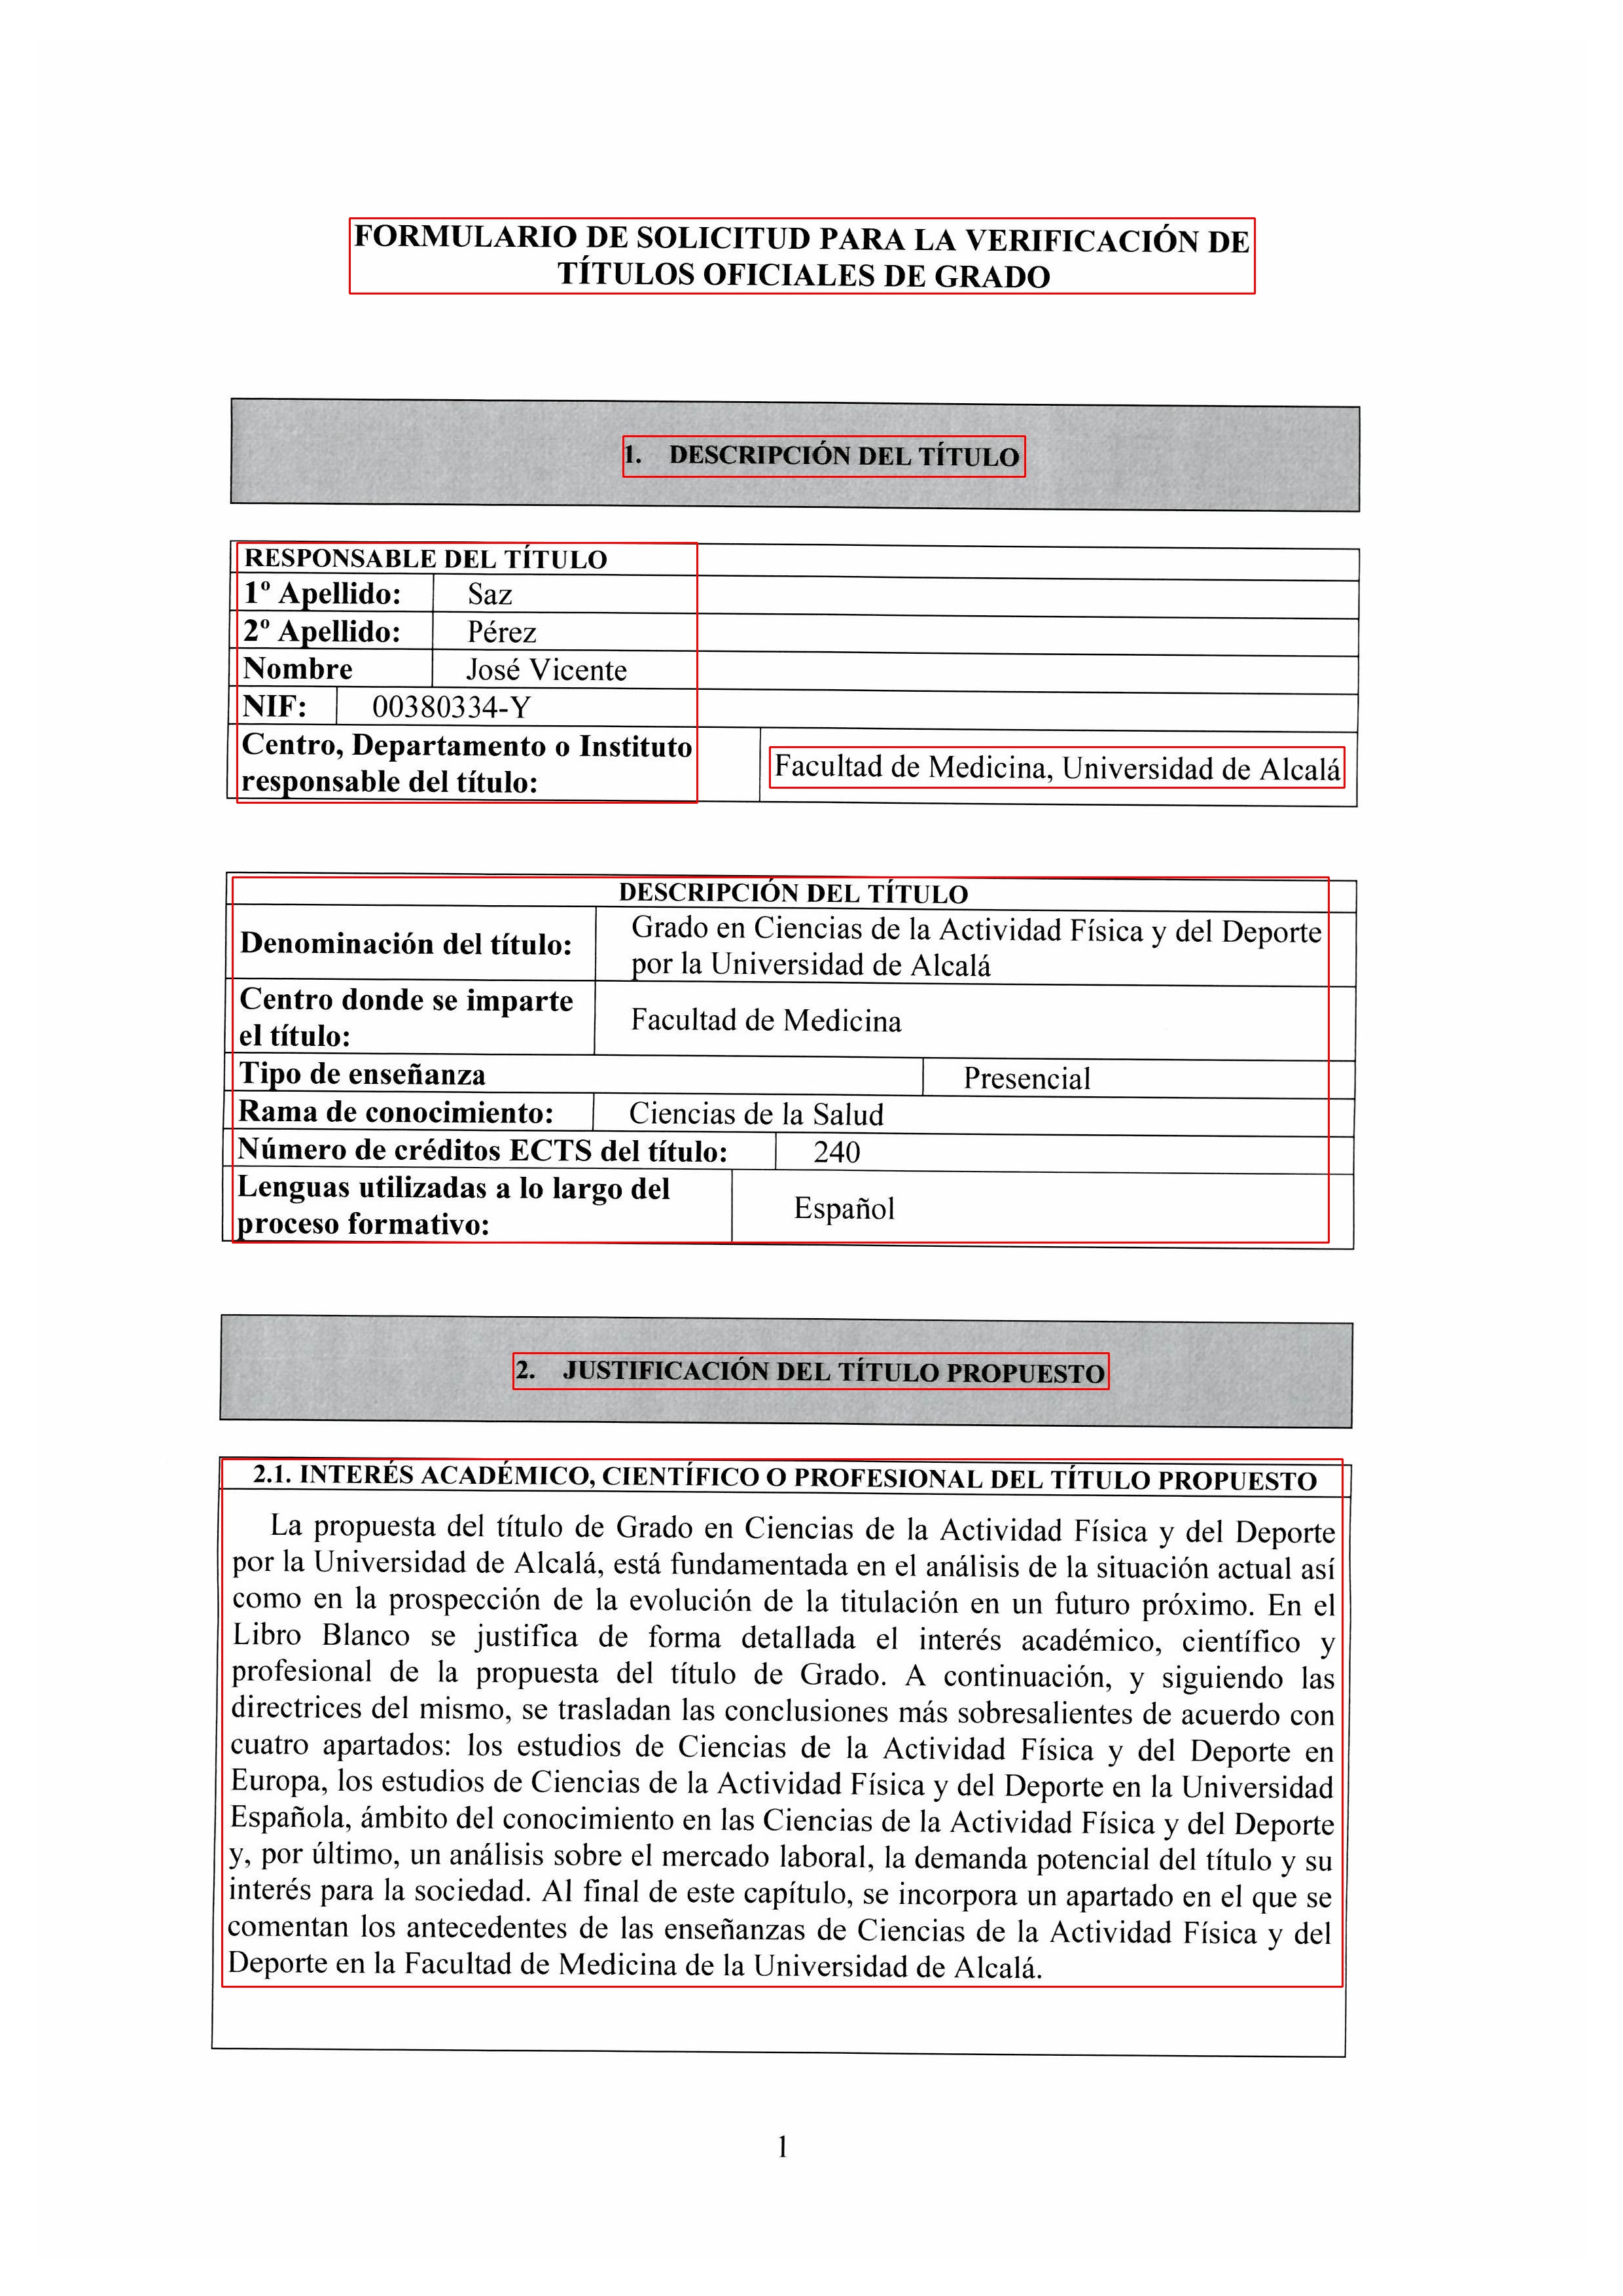 FORMULARIO DE SOLICITUD PARA LA VERIFICACIÓN DE
TÍTULOS OFICIALES DE GRADO
1. DESCRIPCIÓN DEL TÍTULO
RESPONSABLE DEL TÍTULO
1º Apellido: Saz
2º Apellido: Pérez
Nombre José Vicente
NIF: 00380334-Y
Centro, Departamento o Instituto
responsable del título:
Facultad de Medicina, Universidad de Alcalá
DESCRIPCIÓN DEL TÍTULO
Denominación del título:
Grado en Ciencias de la Actividad Física y del Deporte
por la Universidad de Alcalá
Centro donde se imparte
el título:
Facultad de Medicina
Tipo de enseñanza Presencial
Rama de conocimiento: Ciencias de la Salud
Número de créditos ECTS del título: 240
Lenguas utilizadas a lo largo del
proceso formativo:
Español
2. JUSTIFICACIÓN DEL TÍTULO PROPUESTO
2.1. INTERÉS ACADÉMICO, CIENTÍFICO O PROFESIONAL DEL TÍTULO PROPUESTO
La propuesta del título de Grado en Ciencias de la Actividad Física y del Deporte
por la Universidad de Alcalá, está fundamentada en el análisis de la situación actual así
como en la prospección de la evolución de la titulación en un futuro próximo. En el
Libro Blanco se justifica de forma detallada el interés académico, científico y
profesional de la propuesta del título de Grado. A continuación, y siguiendo las
directrices del mismo, se trasladan las conclusiones más sobresalientes de acuerdo con
cuatro apartados: los estudios de Ciencias de la Actividad Física y del Deporte en
Europa, los estudios de Ciencias de la Actividad Física y del Deporte en la Universidad
Española, ámbito del conocimiento en las Ciencias de la Actividad Física y del Deporte
y, por último, un análisis sobre el mercado laboral, la demanda potencial del título y su
interés para la sociedad. Al final de este capítulo, se incorpora un apartado en el que se
comentan los antecedentes de las enseñanzas de Ciencias de la Actividad Física y del
Deporte en la Facultad de Medicina de la Universidad de Alcalá.
1